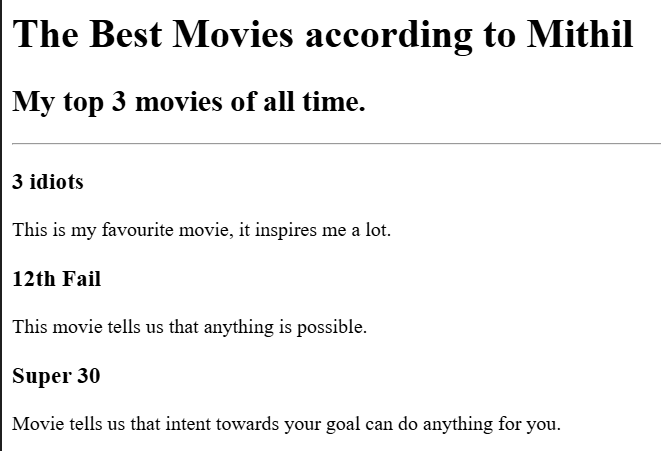 The Best Movies according to Mithil
My top 3 movies of all time.
3 idiots
This is my favourite movie, it inspires me a lot.
12th Fail
This movie tells us that anything is possible.
Super 30
Movie tells us that intent towards your goal can do anything for you.